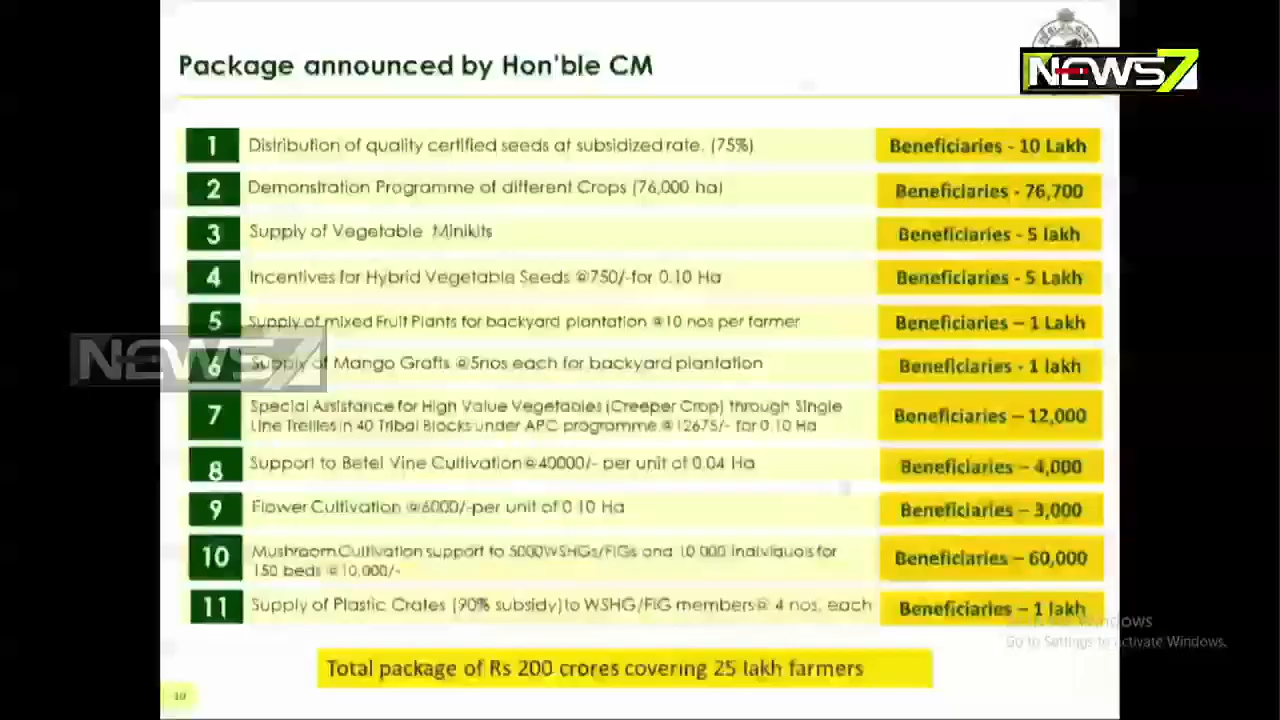 Package announced by Hon'ble CM
NEWS7
1 Distribution of quality certified seeds at subsidized rate. (75%) Beneficiaries - 10 Lakh
2 Demonstration Programme of different Crops (76,000 ha) Beneficiaries - 76,700
3 Supply of Vegetable Minikits Beneficiaries - 5 lakh
4 Incentives for Hybrid Vegetable Seeds @750/-for 0.10 Ha Beneficiaries - 5 Lakh
5 Supply of mixed Fruit Plants for backyard plantation @10 nos per farmer Beneficiaries – 1 Lakh
NEWS7
6 Supply of Mango Grafts @5nos each for backyard plantation Beneficiaries - 1 lakh
7 Special Assistance for High Value Vegetables (Creeper Crop) through Single Beneficiaries – 12,000
Line Trellies in 40 Tribal Blocks under APC programme @12675/- for 0.10 Ha
8 Support to Betel Vine Cultivation@40000/- per unit of 0.04 Ha Beneficiaries – 4,000
9 Flower Cultivation @6000/-per unit of 0.10 Ha Beneficiaries – 3,000
10 Mushroom Cultivation support to 5000WSHGs/FIGs and 10,000 individuals for Beneficiaries – 60,000
150 beds @10,000/-
11 Supply of Plastic Crates (90% subsidy)to WSHG/FIG members@ 4 nos. each Beneficiaries – 1 lakh
Windows
Go to Settings to activate Windows.
Total package of Rs 200 crores covering 25 lakh farmers
10